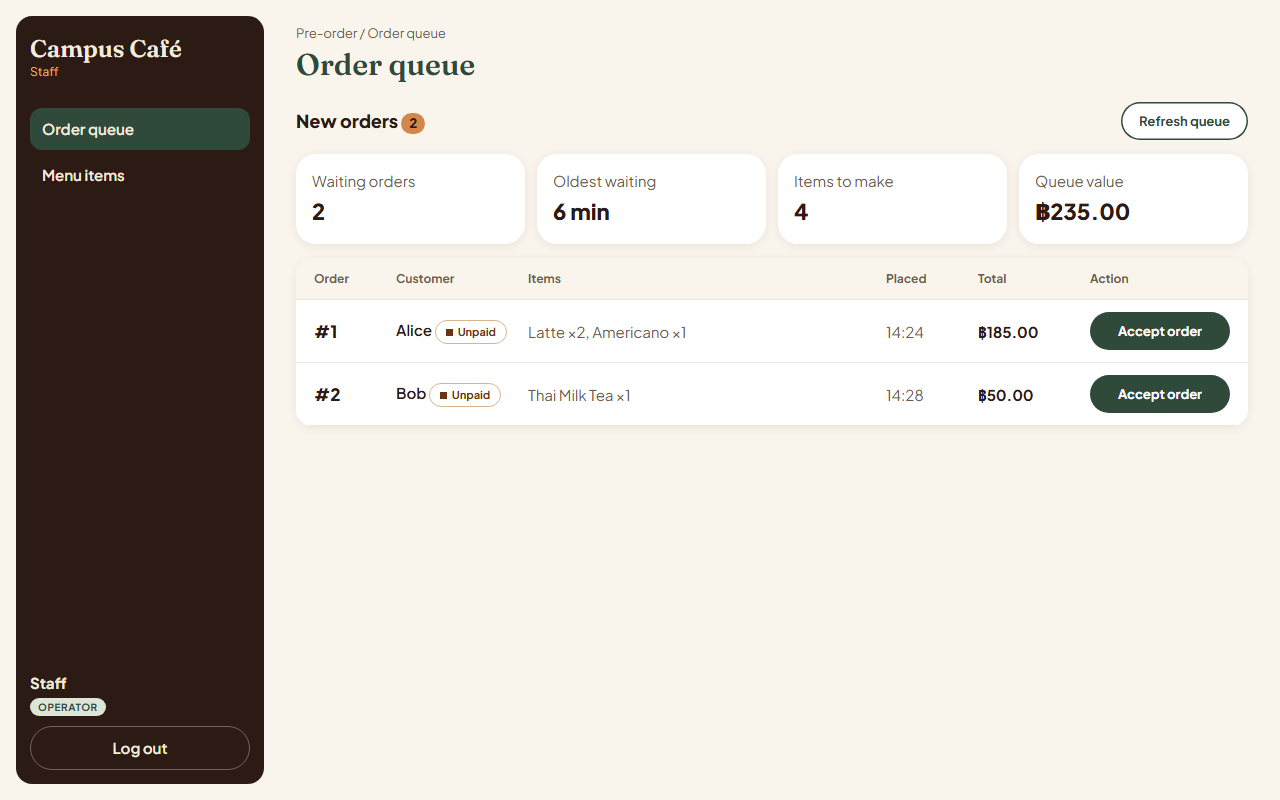 Campus Café
Staff
Order queue
Menu items
Staff
OPERATOR
Log out
Pre-order / Order queue
Order queue
New orders 2
Refresh queue
Waiting orders
2
Oldest waiting
6 min
Items to make
4
Queue value
฿235.00
Order Customer Items Placed Total Action
#1 Alice Unpaid Latte ×2, Americano ×1 14:24 ฿185.00 Accept order
#2 Bob Unpaid Thai Milk Tea ×1 14:28 ฿50.00 Accept order